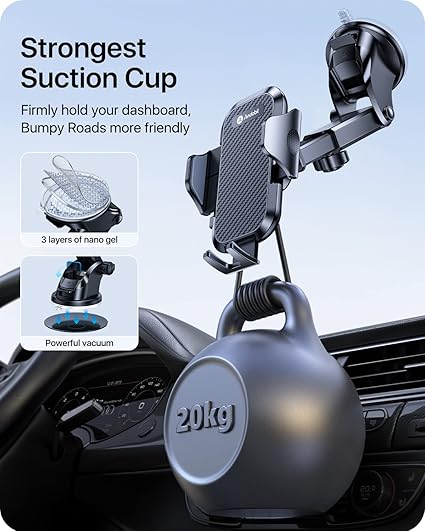 Strongest
Suction Cup
Firmly hold your dashboard,
Bumpy Roads more friendly
Andobil
3 layers of nano gel
Powerful vacuum
20kg